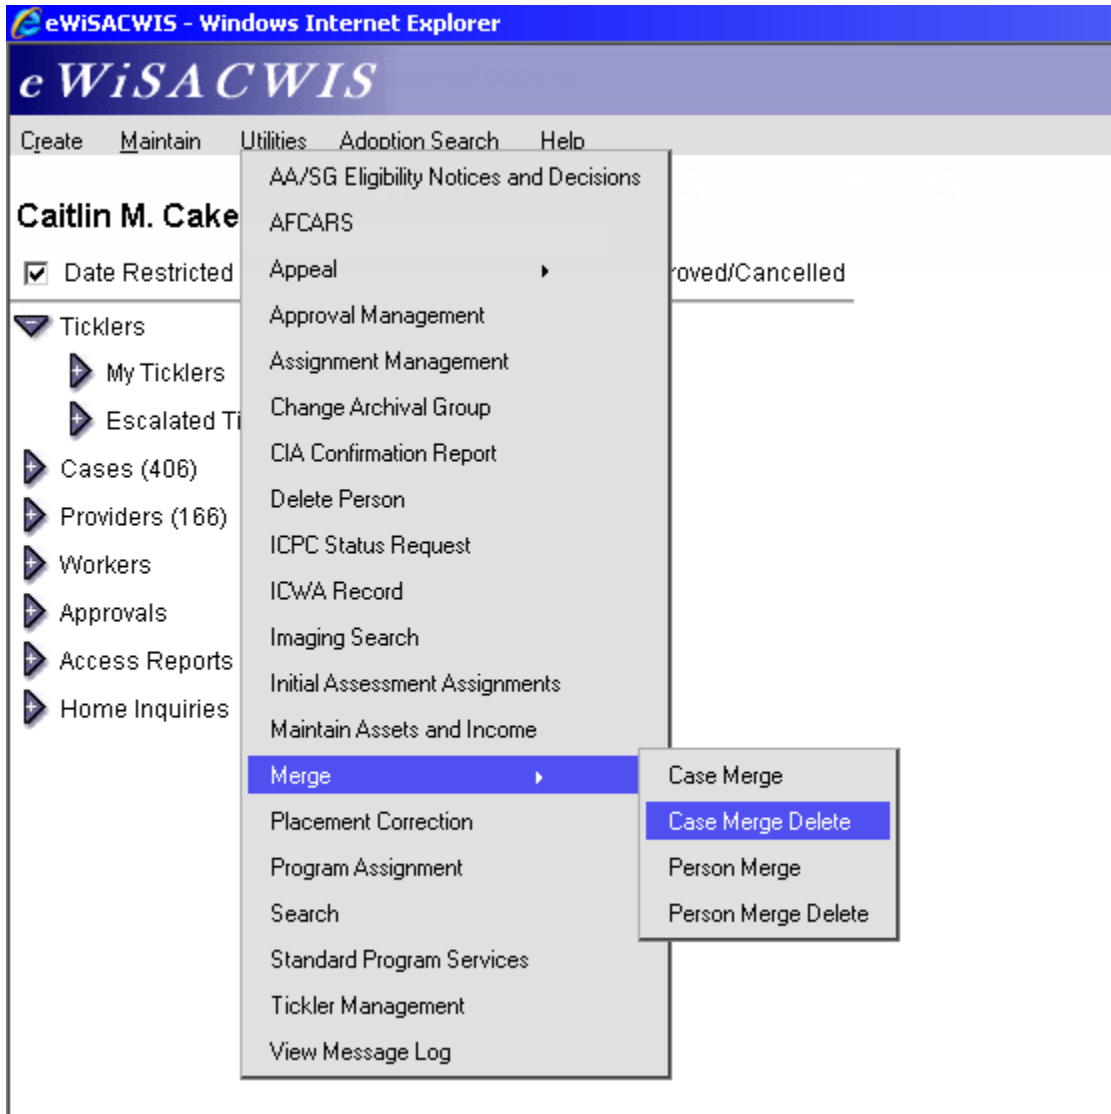 eWiSACWIS - Windows Internet Explorer
eWiSACWIS
Create Maintain Utilities Adoption Search Help
Caitlin M. Cake
Date Restricted
roved/Cancelled
Ticklers
My Ticklers
Escalated Ti
Cases (406)
Providers (166)
Workers
Approvals
Access Reports
Home Inquiries
AA/SG Eligibility Notices and Decisions
AFCARS
Appeal
Approval Management
Assignment Management
Change Archival Group
CIA Confirmation Report
Delete Person
ICPC Status Request
ICWA Record
Imaging Search
Initial Assessment Assignments
Maintain Assets and Income
Merge
Placement Correction
Program Assignment
Search
Standard Program Services
Tickler Management
View Message Log
Case Merge
Case Merge Delete
Person Merge
Person Merge Delete